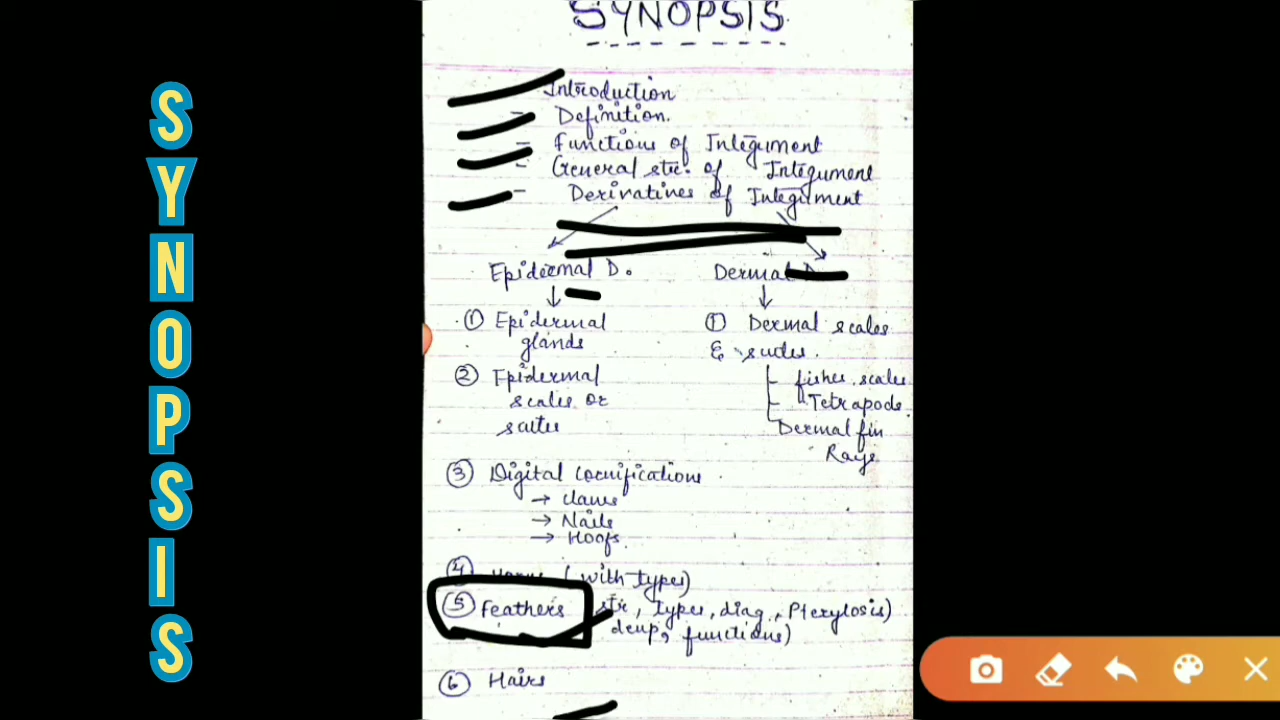 SYNOPSIS
SYNOPSIS
Introduction
- Definition.
- Functions of Integument
- General str. of Integument
- Derivatives of Integument
Epidermal D.
Dermal
① Epidermal
glands
② Epidermal
scales or
scutes
③ Digital Cornifications
→ Claws
→ Nails
→ Hoofs
④ (with types)
⑤ Feathers str, types, diag., Pterylosis)
functions)
⑥ Hairs
① Dermal scales
& scutes.
- fishes scales
- " Tetrapods
Dermal fin
Rays